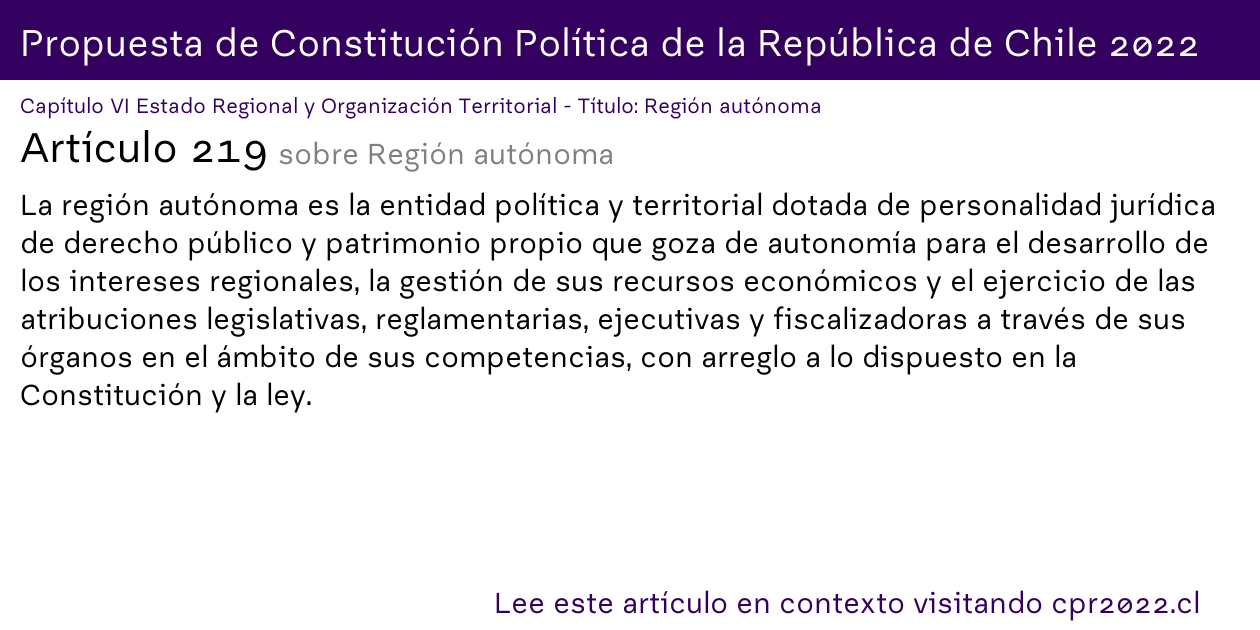 Propuesta de Constitución Política de la República de Chile 2022
Capítulo VI Estado Regional y Organización Territorial - Título: Región autónoma
Artículo 219 sobre Región autónoma
La región autónoma es la entidad política y territorial dotada de personalidad jurídica
de derecho público y patrimonio propio que goza de autonomía para el desarrollo de
los intereses regionales, la gestión de sus recursos económicos y el ejercicio de las
atribuciones legislativas, reglamentarias, ejecutivas y fiscalizadoras a través de sus
órganos en el ámbito de sus competencias, con arreglo a lo dispuesto en la
Constitución y la ley.
Lee este artículo en contexto visitando cpr2022.cl